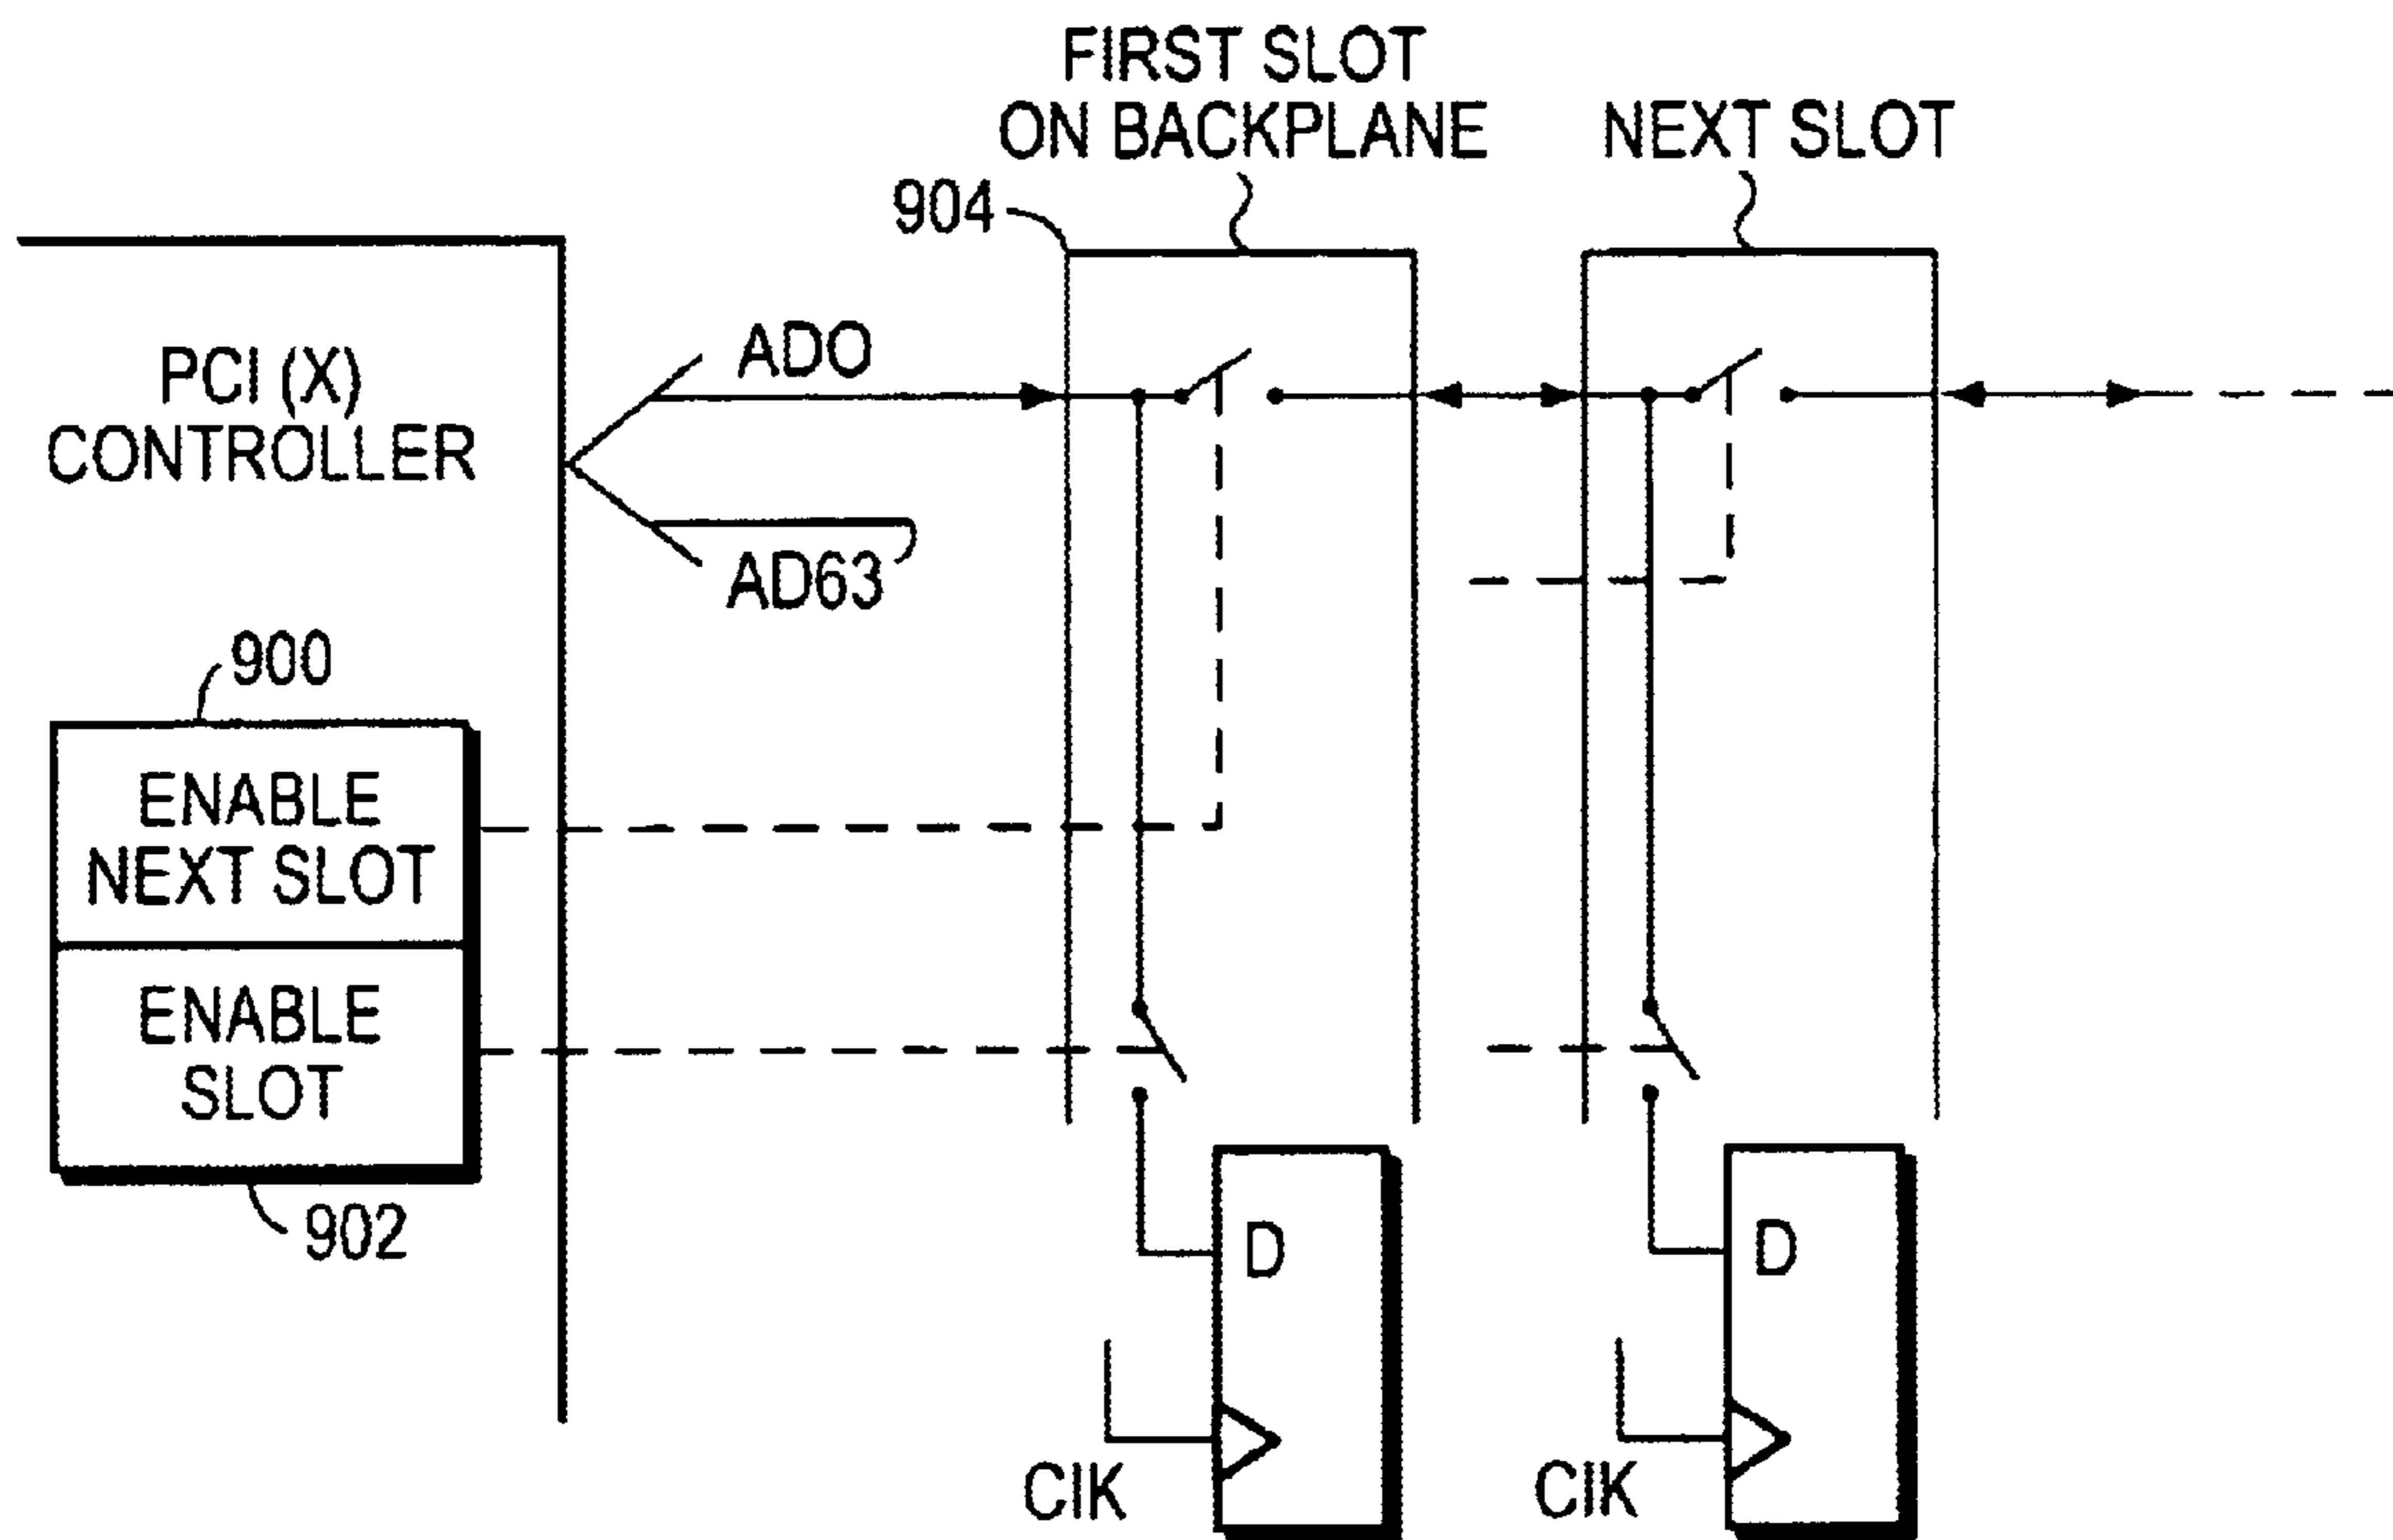 FIRST SLOT
ON BACKPLANE
NEXT SLOT
904
PCI (X)
CONTROLLER
ADO
AD63
900
ENABLE
NEXT SLOT
ENABLE
SLOT
902
D
D
CIK
CIK